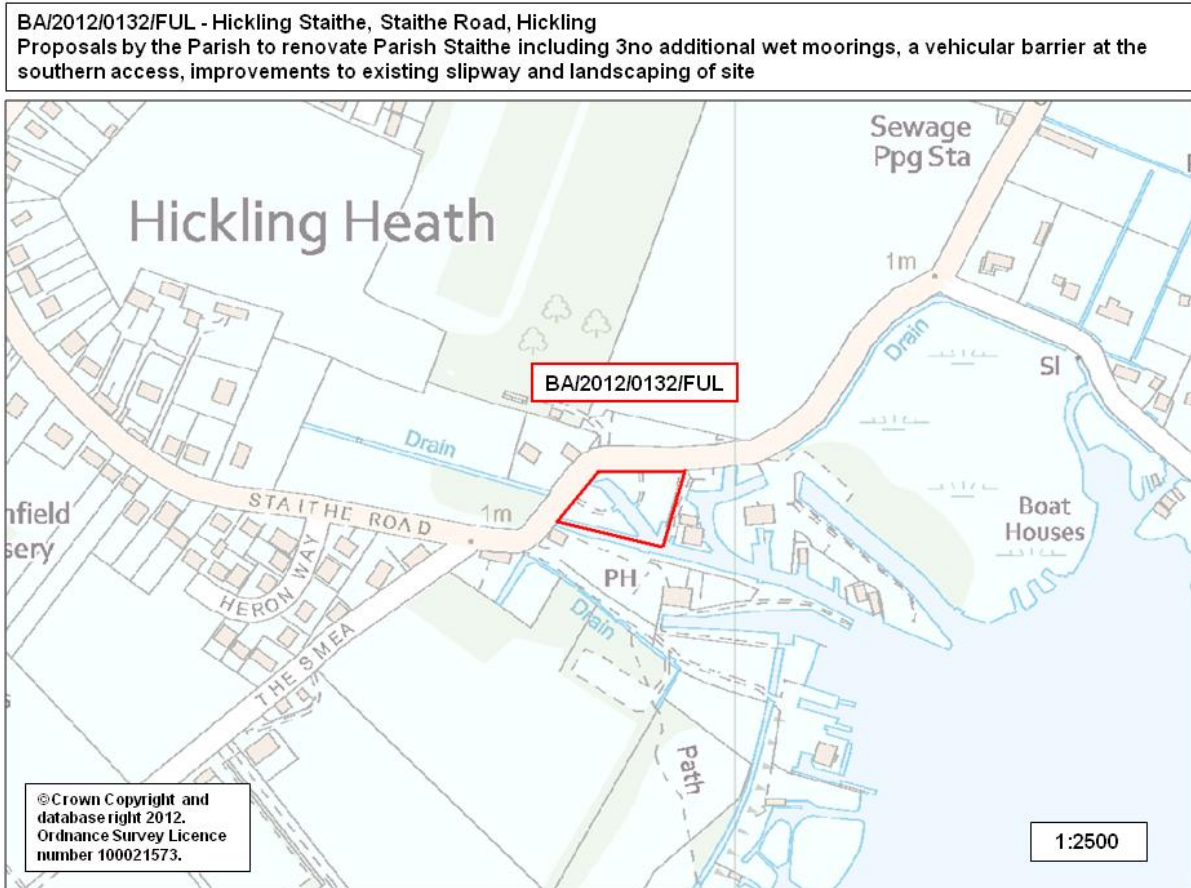 BA/2012/0132/FUL - Hickling Staithe, Staithe Road, Hickling
Proposals by the Parish to renovate Parish Staithe including 3no additional wet moorings, a vehicular barrier at the
southern access, improvements to existing slipway and landscaping of site
Sewage
Ppg Sta
Hickling Heath
1m
Drain
BA/2012/0132/FUL
Sl
Drain
STAITHE ROAD
1m
nfield
sery
Boat
Houses
HERON WAY
PH
Drain
THE SMEA
Path
©Crown Copyright and
database right 2012.
Ordnance Survey Licence
number 100021573.
1:2500